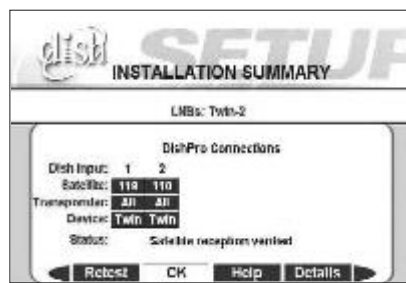 dish
SETUP
INSTALLATION SUMMARY
LNBs: Twin-2
DishPro Connections
Dish Input: 1 2
Satellite: 119 110
Transponder: All All
Device: Twin Twin
Status: Satellite reception verified
Retest OK Help Details